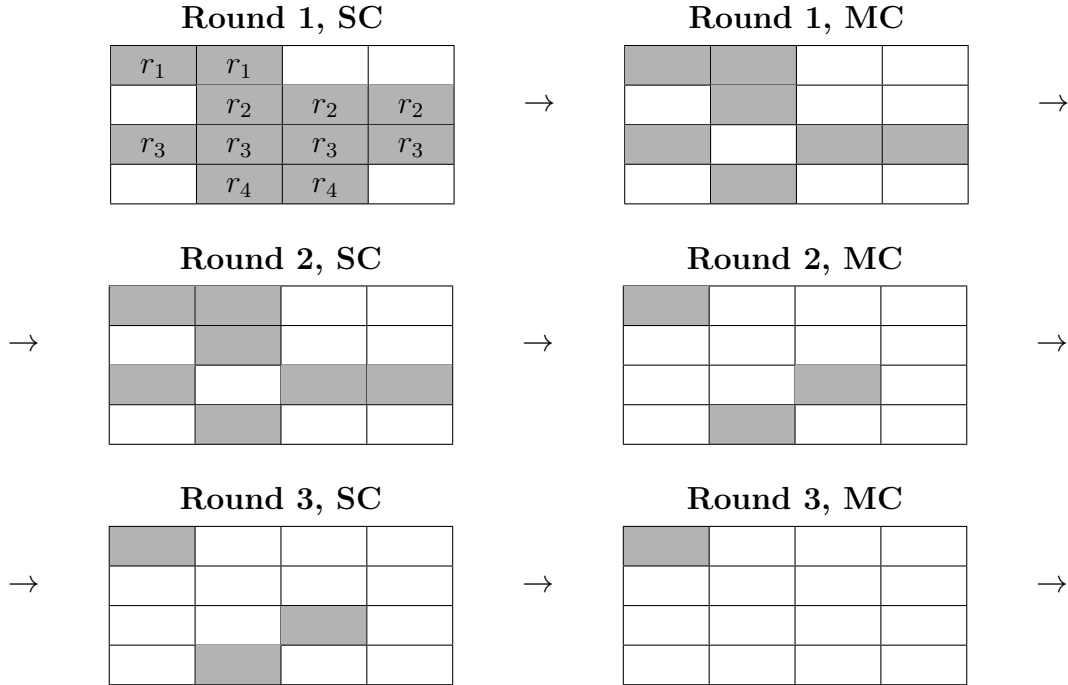 Round 1, SC Round 1, MC
r₁ r₁
r₂ r₂ r₂
→ →
r₃ r₃ r₃ r₃
r₄ r₄
Round 2, SC Round 2, MC
→ → →
Round 3, SC Round 3, MC
→ → →